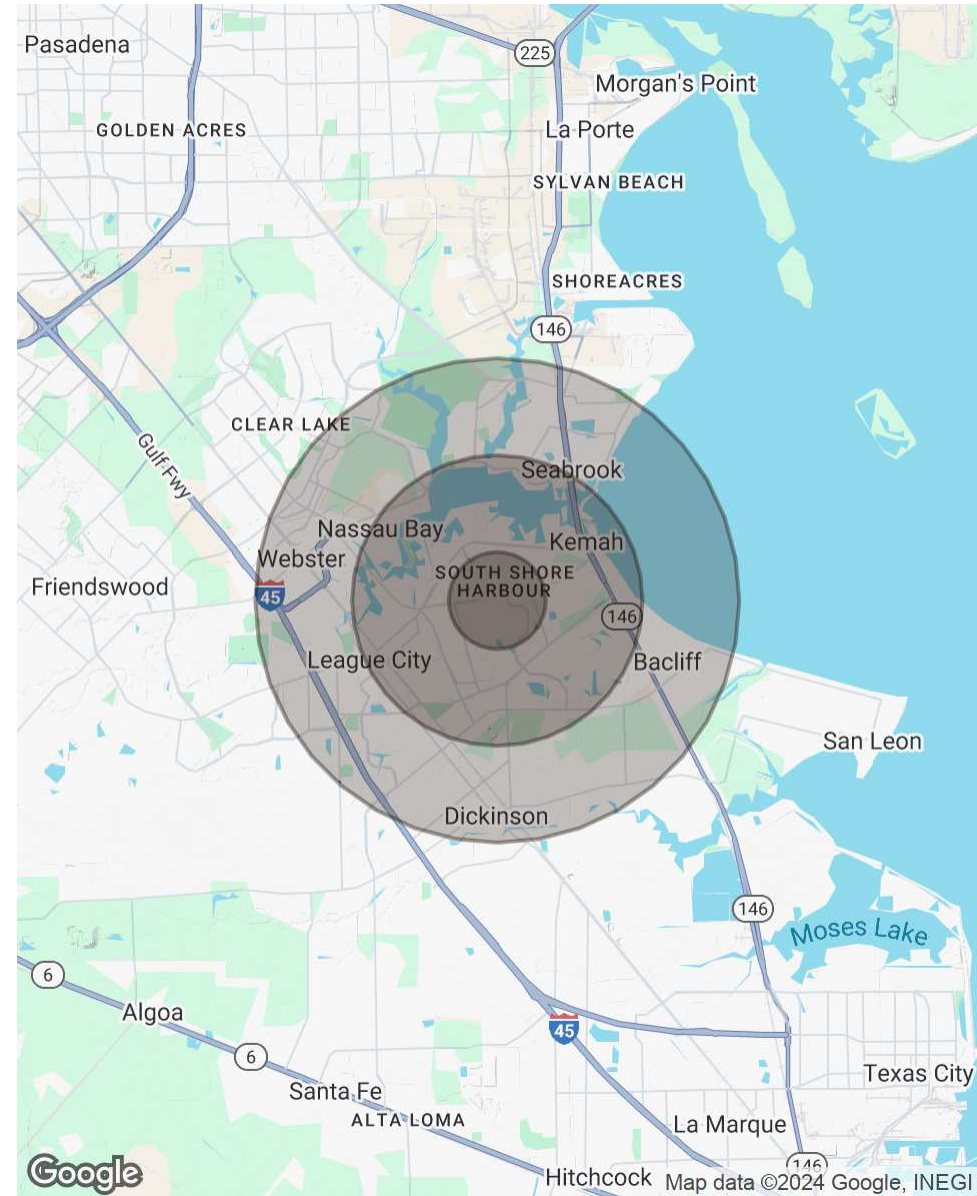 Pasadena
225
Morgan's Point
GOLDEN ACRES
La Porte
SYLVAN BEACH
SHOREACRES
146
CLEAR LAKE
Gulf Fwy
Seabrook
Nassau Bay
Kemah
Webster
SOUTH SHORE
HARBOUR
Friendswood
45
146
League City
Bacliff
San Leon
Dickinson
146
Moses Lake
6
Algoa
45
6
Texas City
Santa Fe
ALTA LOMA
La Marque
146
Hitchcock
Google
Map data ©2024 Google, INEGI